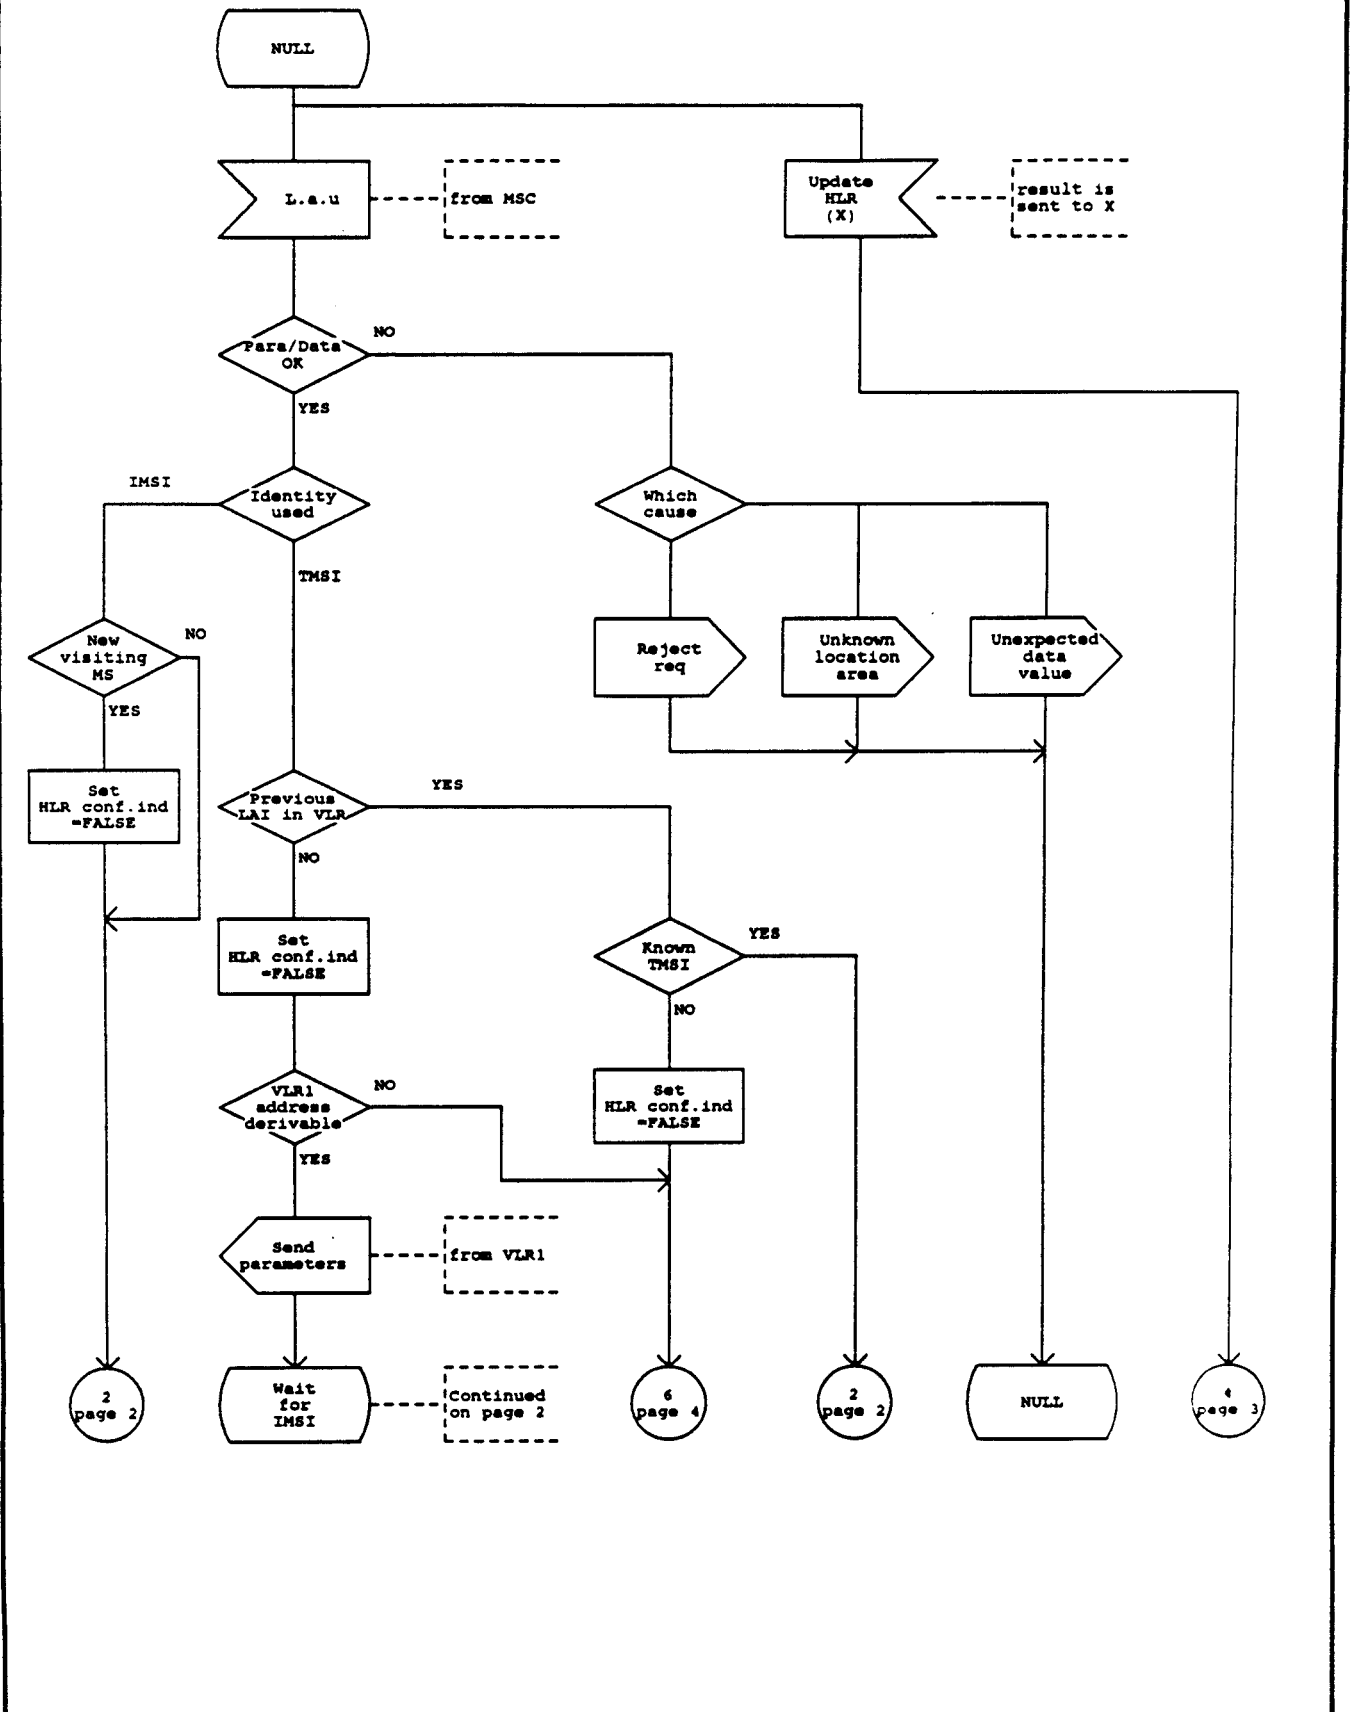 NULL
L.a.u
from MSC
Update
HLR
(X)
result is
sent to X
Para/Data
OK
NO
YES
IMSI
Identity
used
Which
cause
TMSI
New
visiting
MS
NO
YES
Reject
req
Unknown
location
area
Unexpected
data
value
Set
HLR conf.ind
=FALSE
Previous
LAI in VLR
YES
NO
Set
HLR conf.ind
=FALSE
Known
TMSI
YES
NO
VLR1
address
derivable
NO
YES
Set
HLR conf.ind
=FALSE
Send
parameters
from VLR1
2
page 2
Wait
for
IMSI
Continued
on page 2
6
page 4
2
page 2
NULL
4
page 3